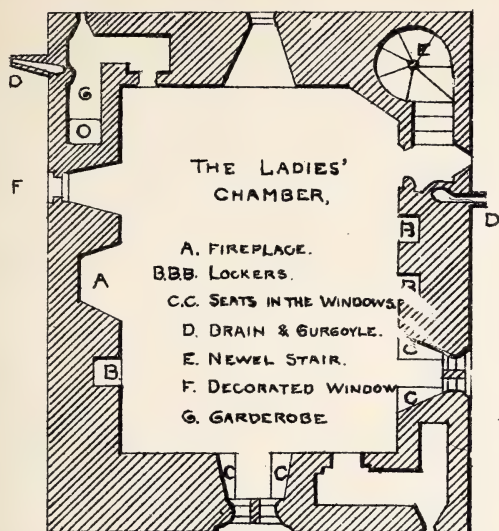 E
D
G
O
THE LADIES'
CHAMBER,
F
D
B
A. FIREPLACE.
B.B.B. LOCKERS.
A
B
C.C. SEATS IN THE WINDOWS.
D. DRAIN & GURGOYLE.
C
E. NEWEL STAIR.
B
F. DECORATED WINDOW
C
G. GARDEROBE
C C